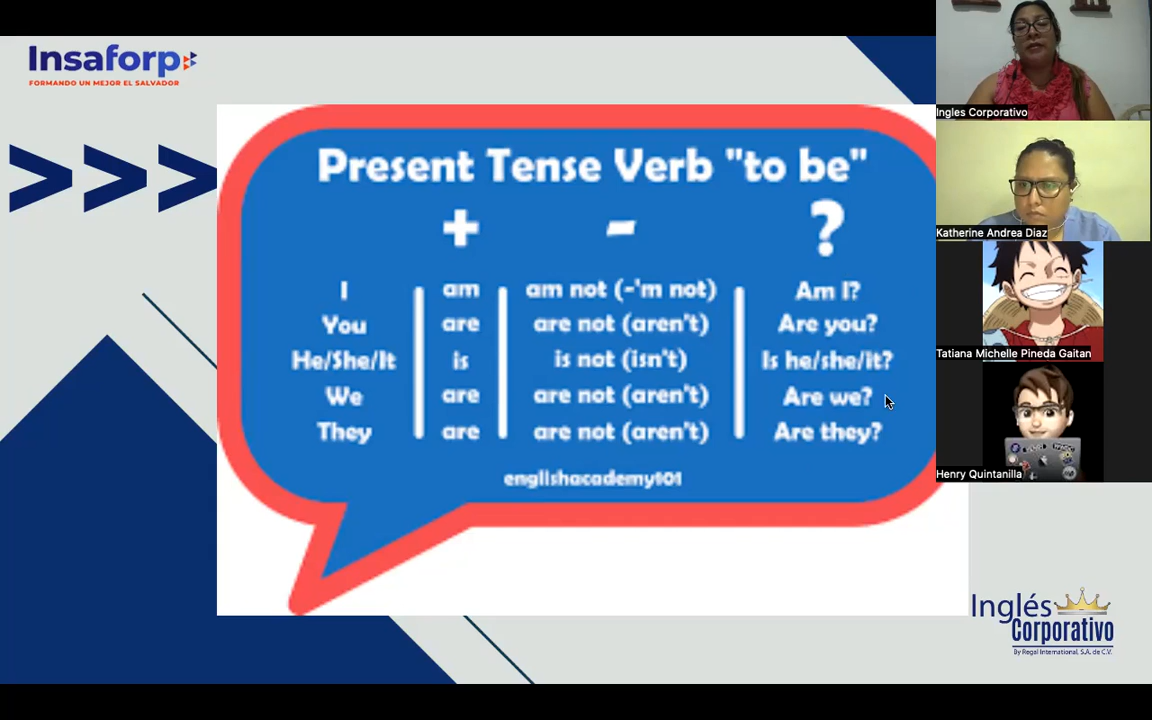 Insaforp
FORMANDO UN MEJOR EL SALVADOR
>>>
Present Tense Verb "to be"
+ - ?
I am am not (-'m not) Am I?
You are are not (aren't) Are you?
He/She/It is is not (isn't) Is he/she/it?
We are are not (aren't) Are we?
They are are not (aren't) Are they?
englishacademy101
Inglés
Corporativo
By Regal International, S.A. de C.V.
Ingles Corporativo
Katherine Andrea Diaz
Tatiana Michelle Pineda Gaitan
Henry Quintanilla